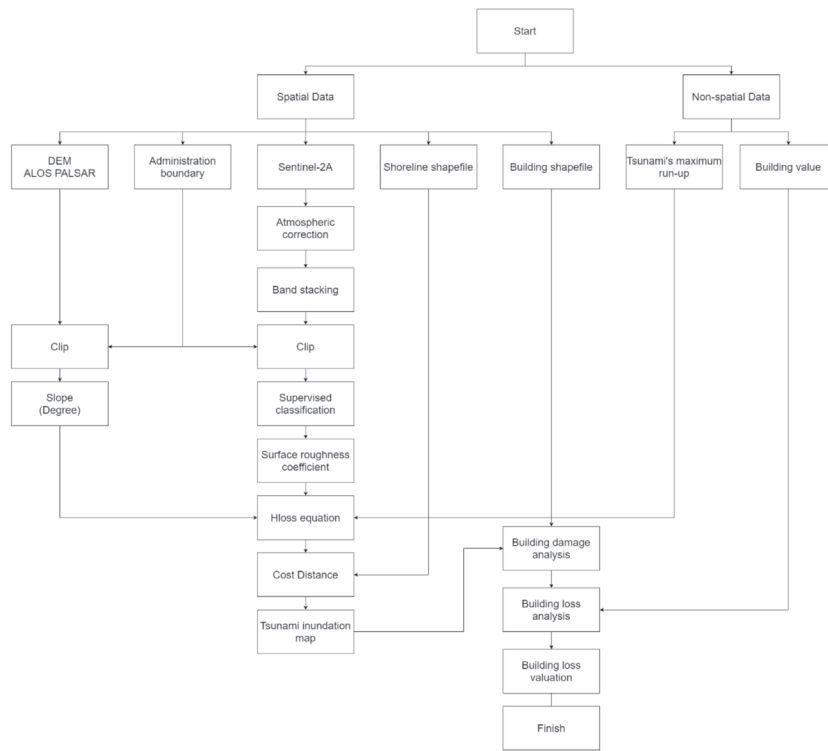 Start
Spatial Data
Non-spatial Data
DEM
ALOS PALSAR
Administration
boundary
Sentinel-2A
Shoreline shapefile
Building shapefile
Tsunami's maximum
run-up
Building value
Atmospheric
correction
Band stacking
Clip
Clip
Slope
(Degree)
Supervised
classification
Surface roughness
coefficient
Hloss equation
Building damage
analysis
Cost Distance
Building loss
analysis
Tsunami inundation
map
Building loss
valuation
Finish